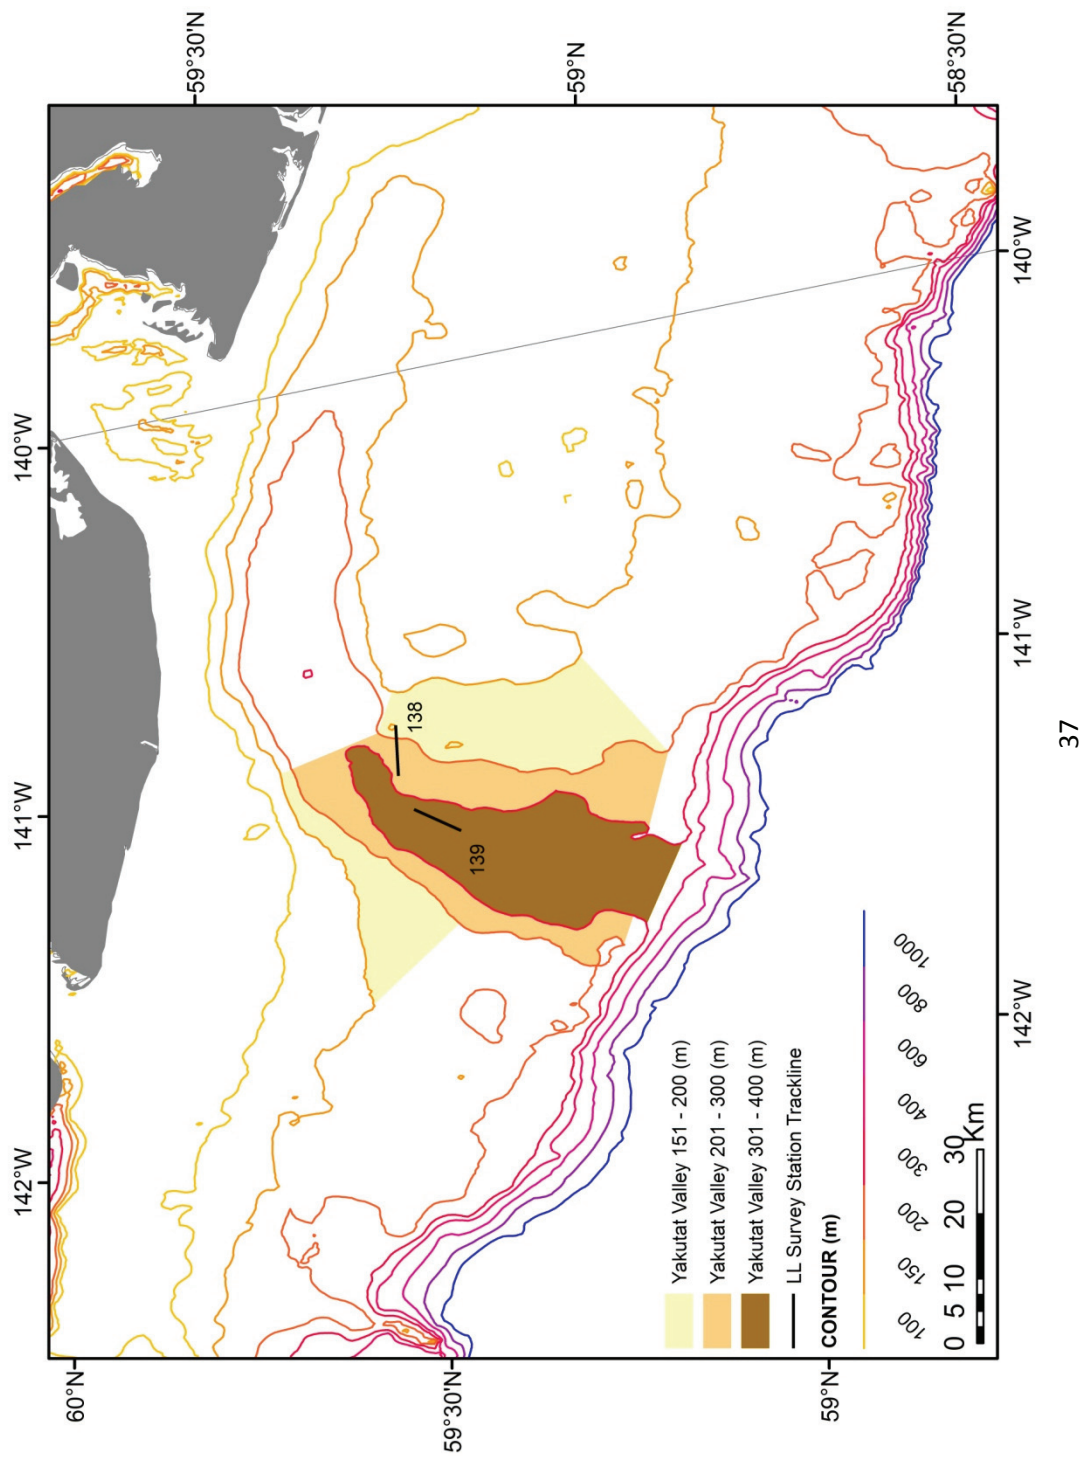 142°W
141°W
140°W
60°N
59°30'N
59°30'N
59°N
59°N
58°30'N
138
139
Yakutat Valley 151 - 200 (m)
Yakutat Valley 201 - 300 (m)
Yakutat Valley 301 - 400 (m)
LL Survey Station Trackline
CONTOUR (m)
100 150 200 300 400 600 800 1000
0 5 10 20 30
Km
142°W
141°W
140°W
37